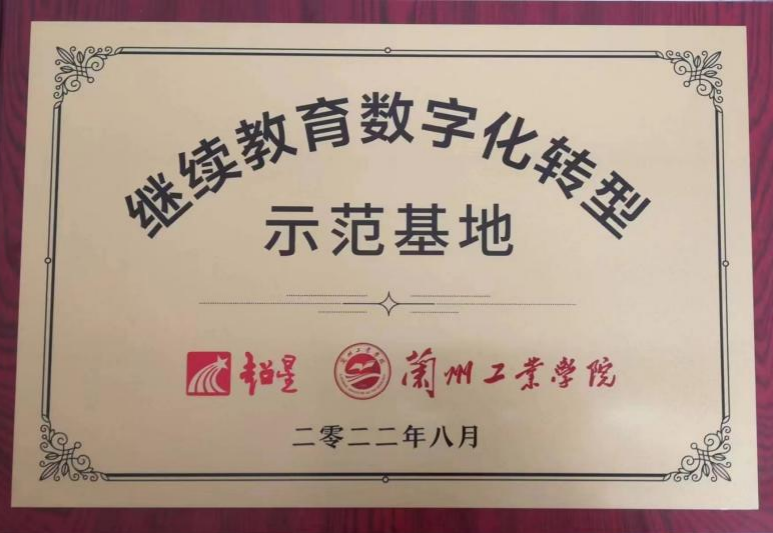 继续教育数字化转型
示范基地
超星 兰州工业学院
二零二二年八月